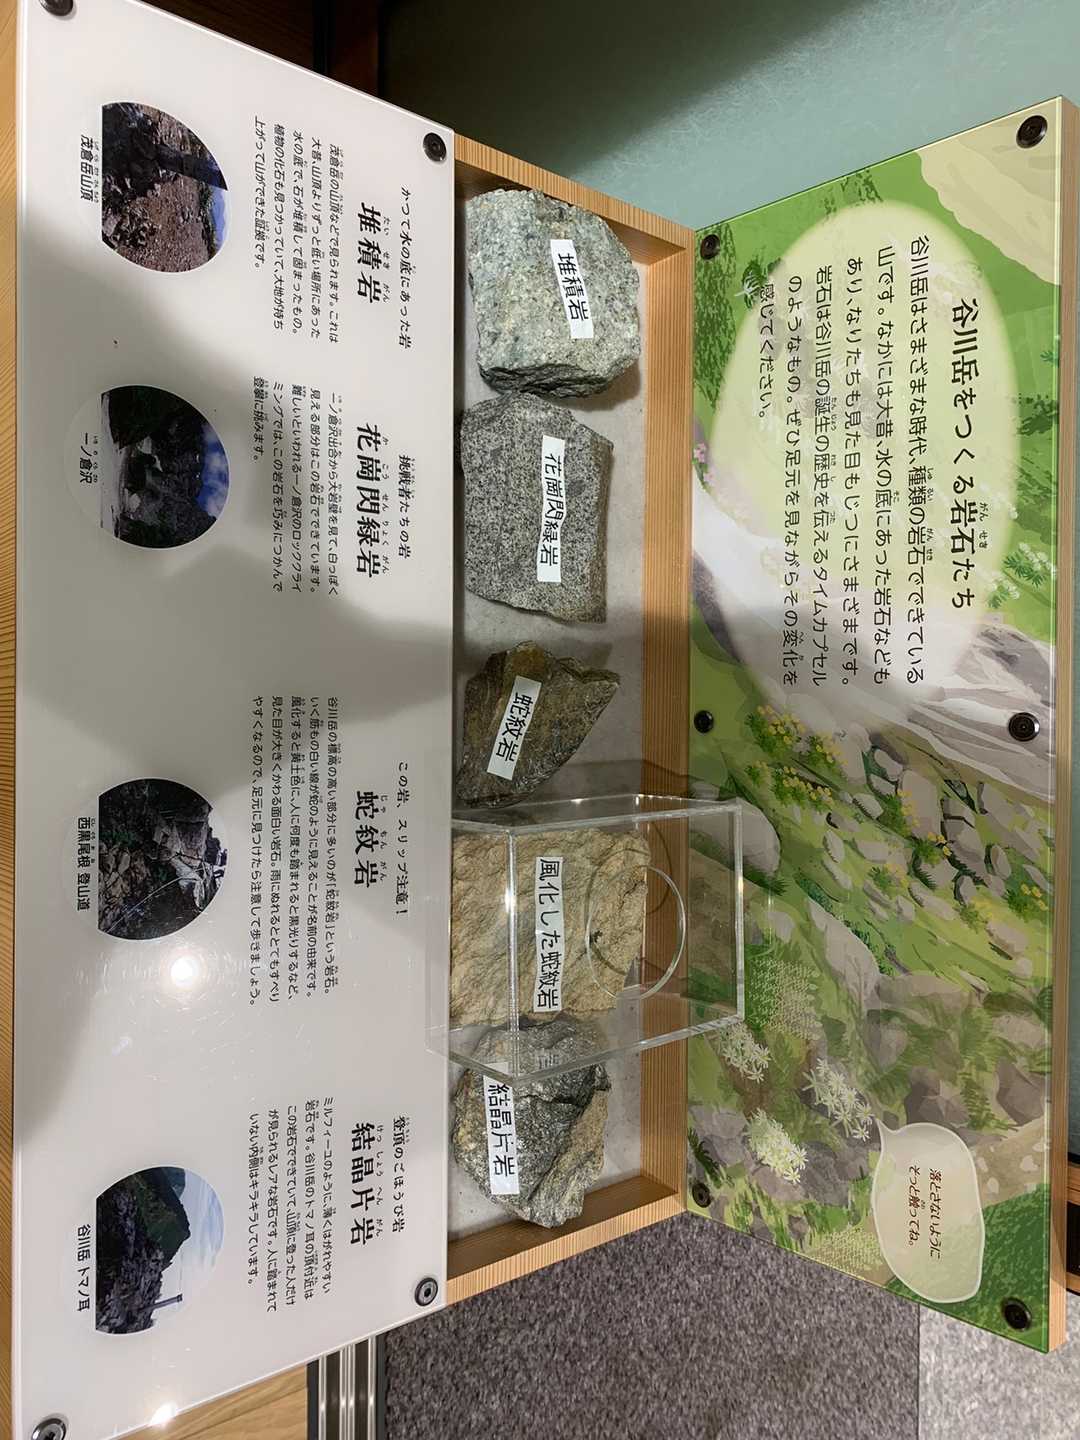 谷川岳をつくる岩石たち
谷川岳はさまざまな時代、種類の岩石でできている
山です。なかには大昔、水の底にあった岩石なども
あり、なりたちも見た目もじつにさまざまです。
岩石は谷川岳の誕生の歴史を伝えるタイムカプセル
のようなもの。ぜひ足元を見ながらその変化を
感じてください。
落とさないように
そっと触ってね。
堆積岩
花崗閃緑岩
蛇紋岩
風化した蛇紋岩
結晶片岩
かつて水の底にあった岩
堆積岩
茂倉岳の山頂などで見られます。これは
大昔、山頂よりずっと低い場所にあった
水の底で、石が堆積して固まったもの。
植物の化石も見つかっていて、大地が持ち
上がって山ができた証拠です。
茂倉岳山頂
挑戦者たちの岩
花崗閃緑岩
一ノ倉沢出合から大岩壁を見て、白っぽく
見える部分はこの岩石でできています。
難しいといわれる一ノ倉沢のロッククライ
ミングでは、この岩石を巧みにつかんで
登攀に挑みます。
一ノ倉沢
この岩、スリップ注意！
蛇紋岩
谷川岳の標高の高い部分に多いのが「蛇紋岩」という岩石。
いく筋もの白い線が蛇のように見えることが名前の由来です。
風化すると黄土色に、人に何度も踏まれると黒光りするなど、
見た目が大きくかわる面白い岩石。雨にぬれるととてもすべり
やすくなるので、足元に見つけたら注意して歩きましょう。
西黒尾根 登山道
登頂のごほうび岩
結晶片岩
ミルフィーユのように、薄くはがれやすい
岩石です。谷川岳のトマノ耳の頂付近は
この岩石でできていて、山頂に登った人だけ
が見られるレアな岩石です。人に踏まれて
いない内側はキラキラしています。
谷川岳 トマノ耳